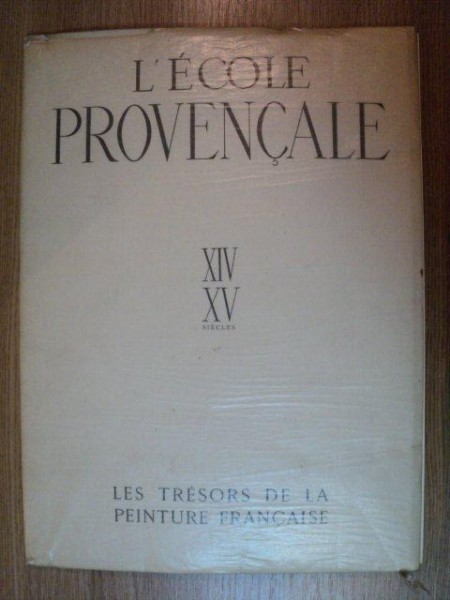 L'ÉCOLE
PROVENÇALE
XIV
XV
SIÈCLES
LES TRÉSORS DE LA
PEINTURE FRANÇAISE